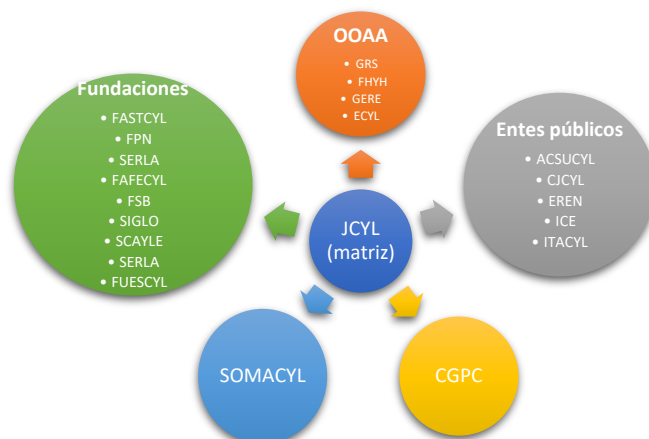 OOAA
• GRS
• FHYH
• GERE
• ECYL
Fundaciones
• FASTCYL
• FPN
• SERLA
• FAFECYL
• FSB
• SIGLO
• SCAYLE
• SERLA
• FUESCYL
Entes públicos
• ACSUCYL
• CJCYL
• EREN
• ICE
• ITACYL
JCYL
(matriz)
SOMACYL
CGPC